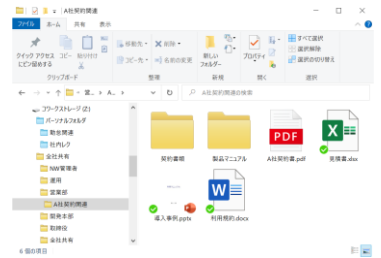 A社契約関連
ファイル ホーム 共有 表示
クイック アクセス
にピン留めする
コピー
貼り付け
移動先
削除
コピー先
名前の変更
新しい
フォルダー
プロパティ
すべて選択
選択解除
選択の切り替え
クリップボード
整理
新規
開く
選択
A...
A社契約関連の検索
コワークストレージ (Z:)
パーソナルフォルダ
勤怠関連
社内レク
全社共有
NW管理者
運用
営業部
A社契約関連
開発本部
取締役
全社共有
契約書類
製品マニュアル
PDF
A社契約書.pdf
X
見積書.xlsx
導入事例.pptx
W
利用規約.docx
6 個の項目